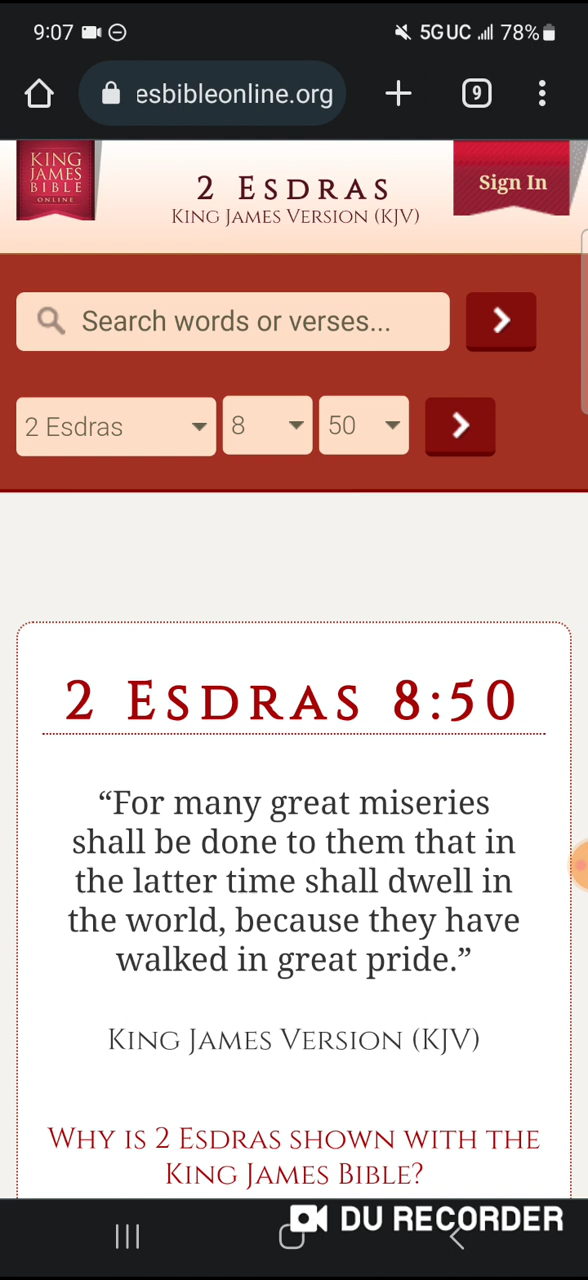 9:07 5G UC 78%
esbibleonline.org 9
KING
JAMES
BIBLE
ONLINE
2 Esdras
King James Version (KJV)
Sign In
Search words or verses...
2 Esdras 8 50
2 Esdras 8:50
“For many great miseries
shall be done to them that in
the latter time shall dwell in
the world, because they have
walked in great pride.”
King James Version (KJV)
Why is 2 Esdras shown with the
King James Bible?
DU RECORDER